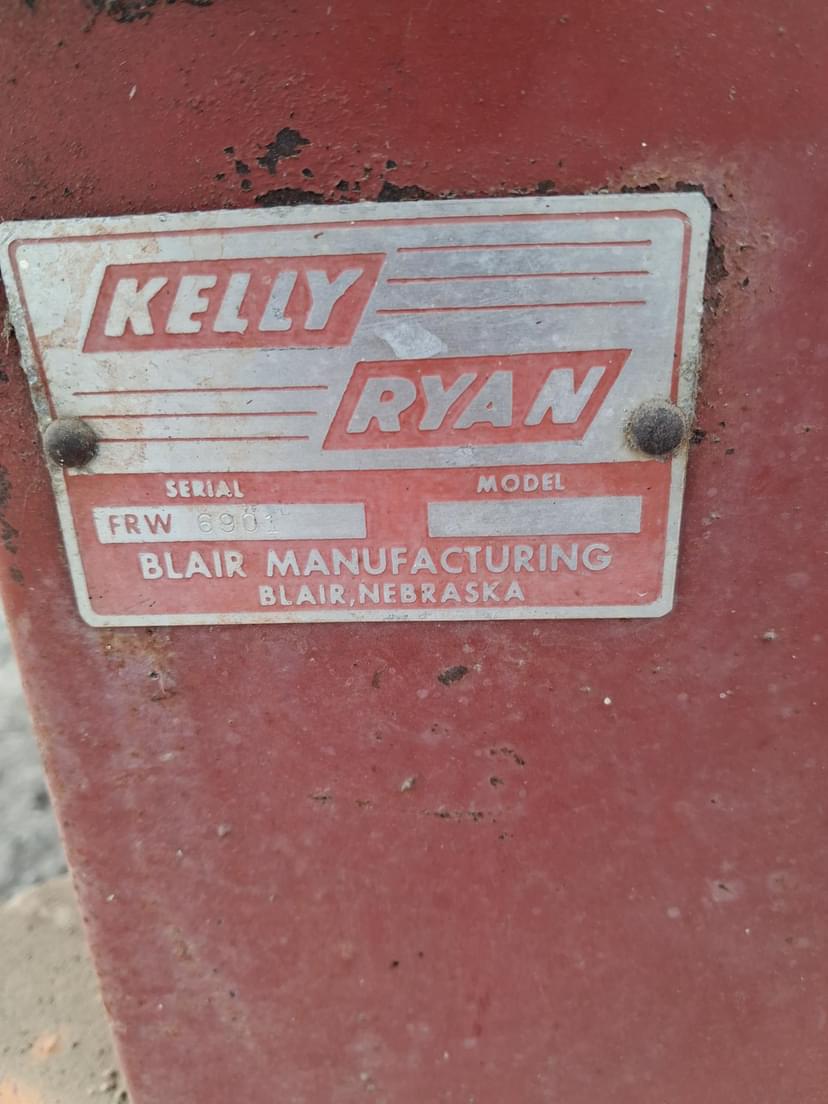 KELLY
RYAN
SERIAL MODEL
FRW 6901
BLAIR MANUFACTURING
BLAIR, NEBRASKA